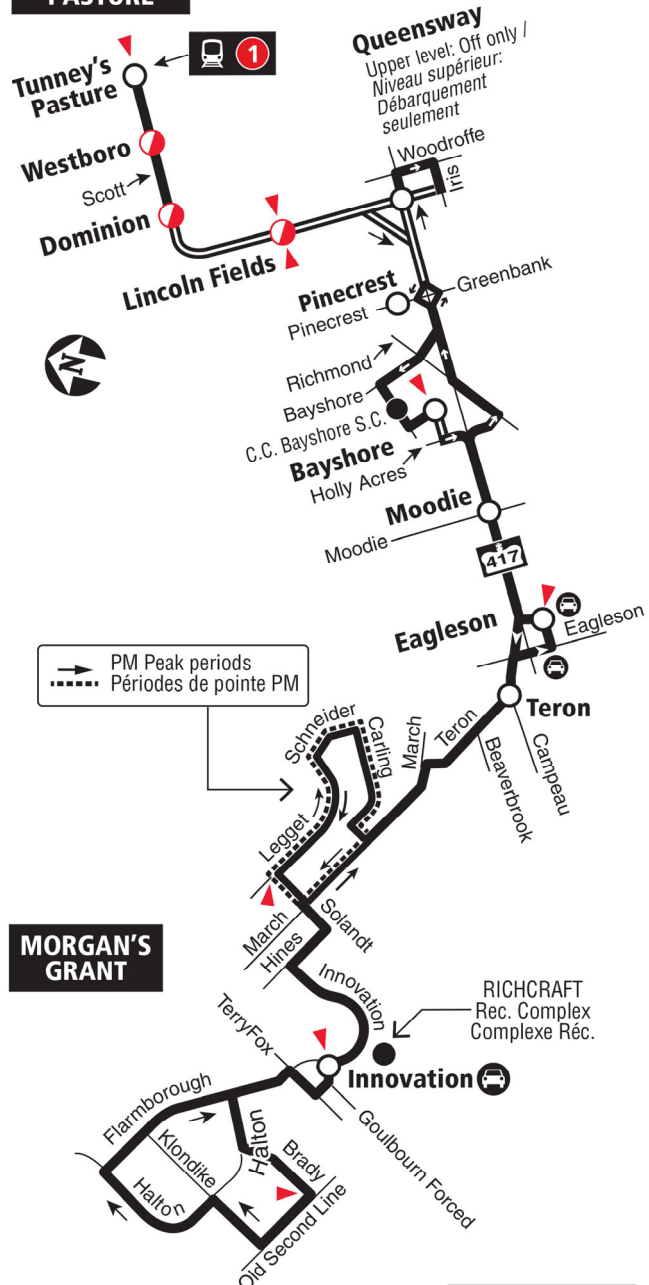 PASTURE
Queensway
Upper level: Off only /
Niveau supérieur:
Débarquement
seulement
1
Tunney's
Pasture
Woodroffe
Iris
Westboro
Scott
Dominion
Lincoln Fields
Pinecrest
Pinecrest
Greenbank
N
Richmond
Bayshore
C.C. Bayshore S.C.
Bayshore
Holly Acres
Moodie
Moodie
417
Eagleson
Eagleson
PM Peak periods
Périodes de pointe PM
Teron
Schneider
Carling
March
Teron
Beaverbrook
Campeau
Legget
Solandt
March
Hines
MORGAN'S
GRANT
Innovation
RICHCRAFT
Rec. Complex
Complexe Réc.
TerryFox
Innovation
Flarmborough
Klondike
Halton
Halton
Brady
Goulbourn Forced
Old Second Line